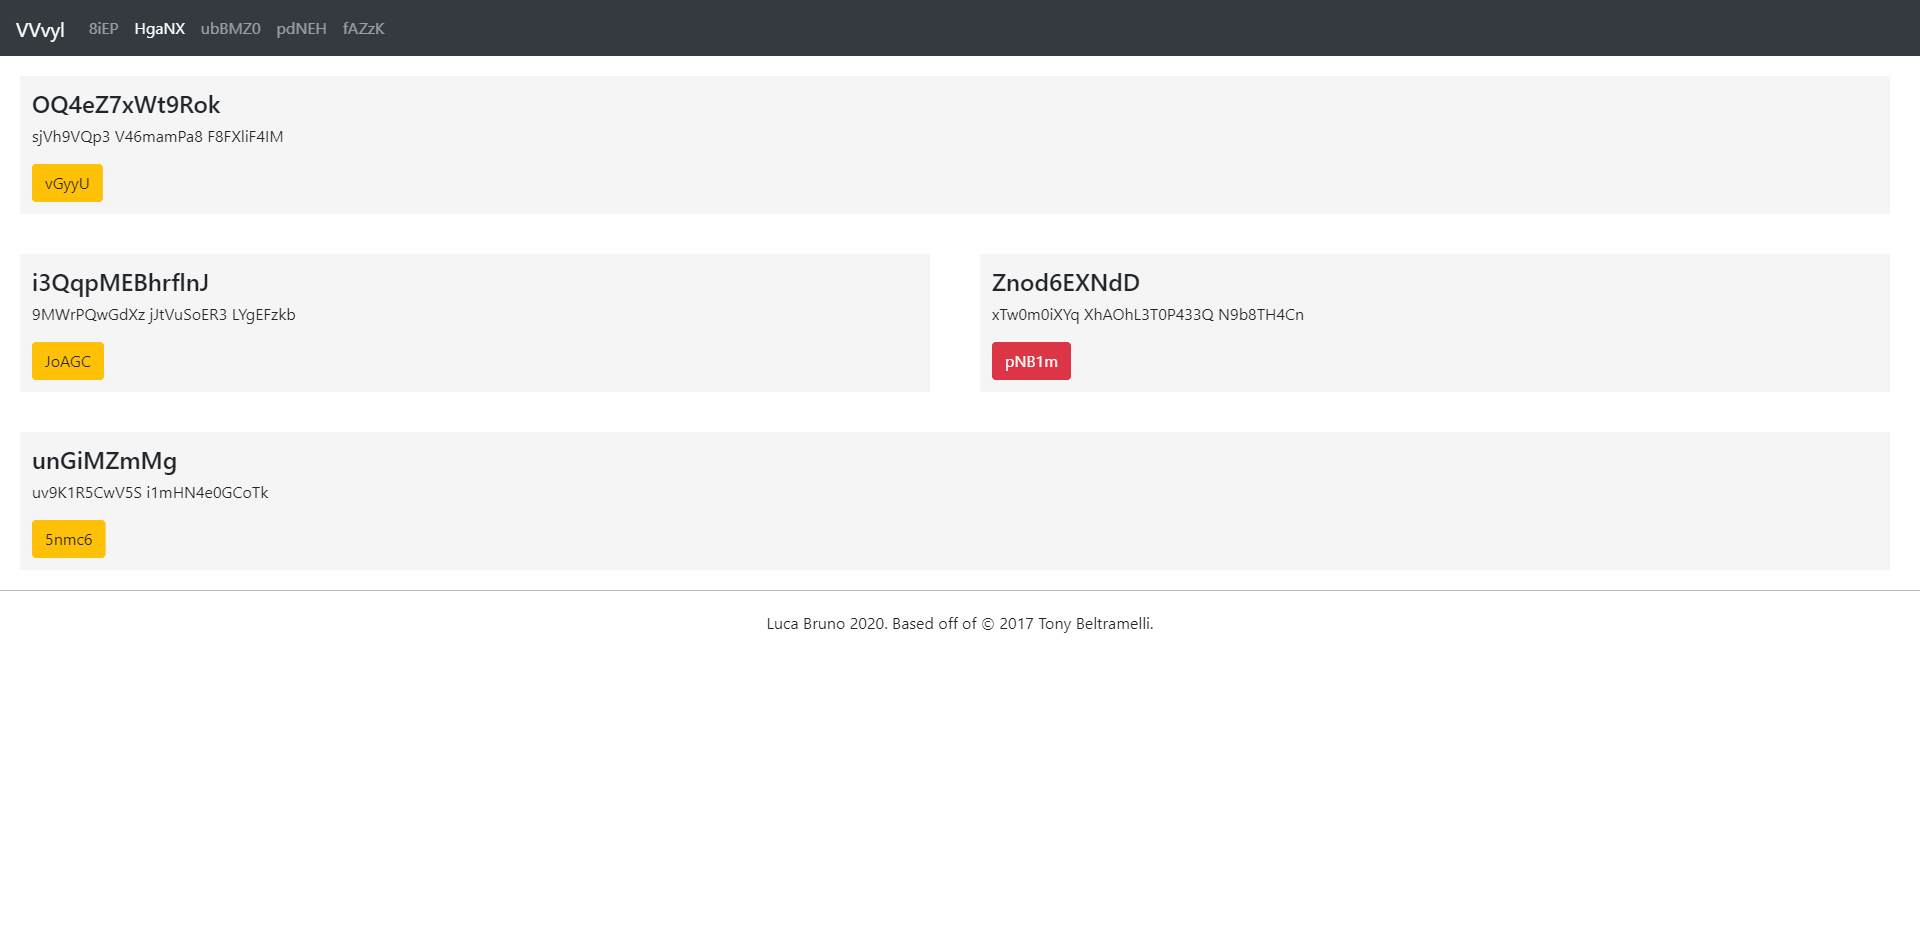 VVvyl 8iEP HgaNX ubBMZ0 pdNEH fAZzK
OQ4eZ7xWt9Rok
sjVh9VQp3 V46mamPa8 F8FXliF4IM
vGyyU
i3QqpMEBhrflnJ
9MWrPQwGdXz jJtVuSoER3 LYgEFzkb
JoAGC
Znod6EXNdD
xTw0m0iXYq XhAOhL3T0P433Q N9b8TH4Cn
pNB1m
unGiMZmMg
uv9K1R5CwV5S i1mHN4e0GCoTk
5nmc6
Luca Bruno 2020. Based off of © 2017 Tony Beltramelli.